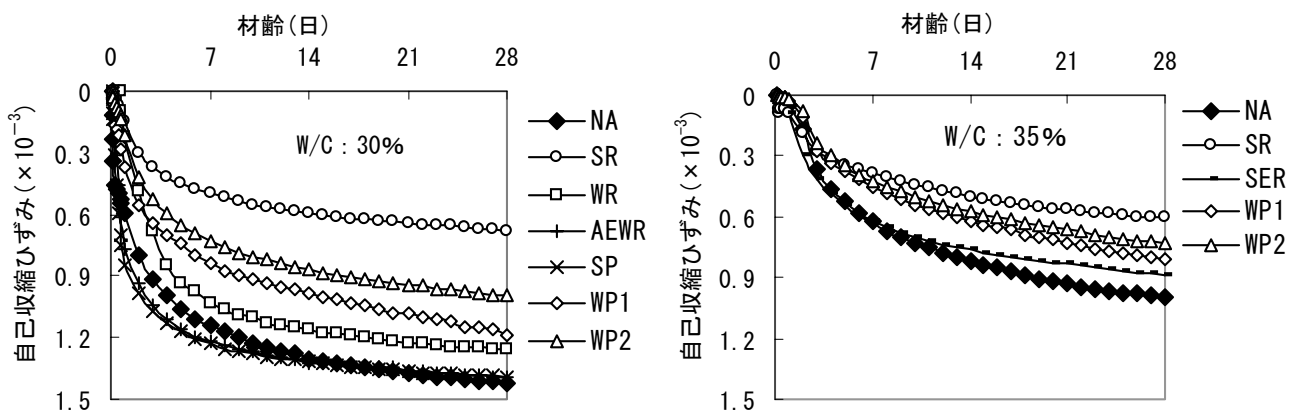 材齢(日)
0 7 14 21 28
0
0.3
0.6
0.9
1.2
1.5
自己収縮ひずみ(×10⁻³)
W/C:30%
NA
SR
WR
AEWR
SP
WP1
WP2
材齢(日)
0 7 14 21 28
0
0.3
0.6
0.9
1.2
1.5
自己収縮ひずみ(×10⁻³)
W/C:35%
NA
SR
SER
WP1
WP2